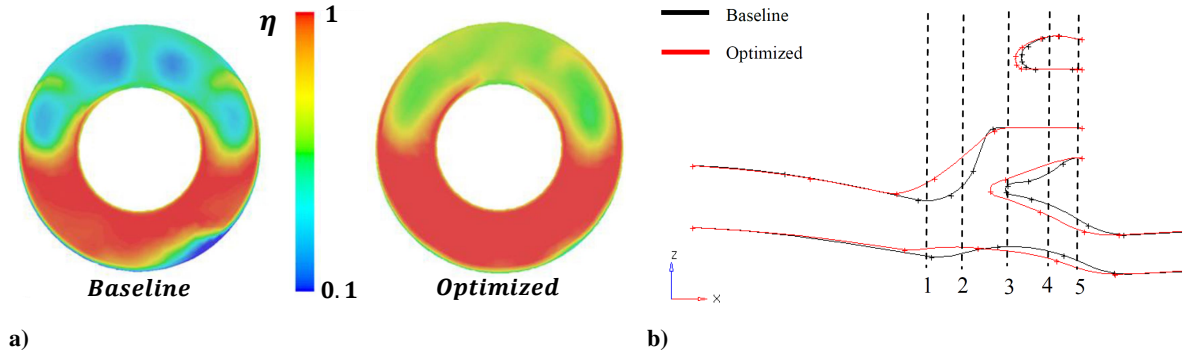 η
1
0.1
Baseline
Optimized
a)
Baseline
Optimized
Z
X
1 2 3 4 5
b)